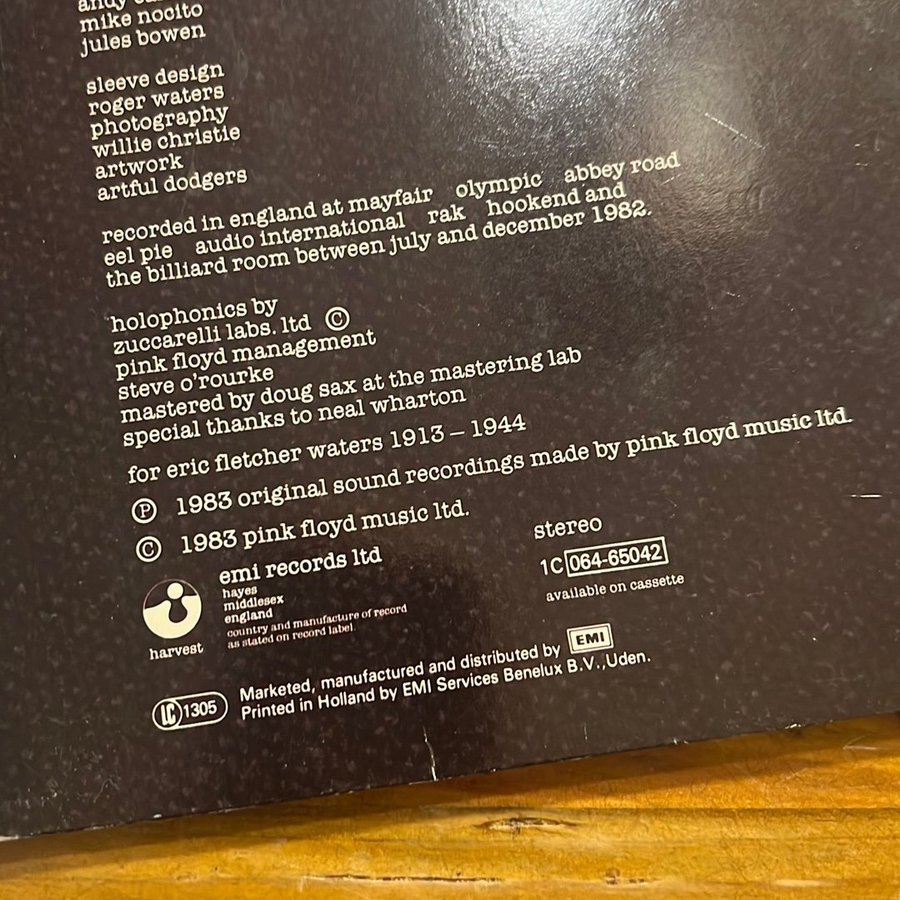 andy
mike nocito
jules bowen
sleeve design
roger waters
photography
willie christie
artwork
artful dodgers
recorded in england at mayfair olympic abbey road
eel pie audio international rak hookend and
the billiard room between july and december 1982.
holophonics by
zuccarelli labs. ltd ©
pink floyd management
steve o'rourke
mastered by doug sax at the mastering lab
special thanks to neal wharton
for eric fletcher waters 1913 – 1944
℗ 1983 original sound recordings made by pink floyd music ltd.
© 1983 pink floyd music ltd.
emi records ltd
hayes
middlesex
england
country and manufacture of record
as stated on record label.
harvest
stereo
1C 064-65042
available on cassette
LC 1305
Marketed, manufactured and distributed by EMI
Printed in Holland by EMI Services Benelux B.V.,Uden.